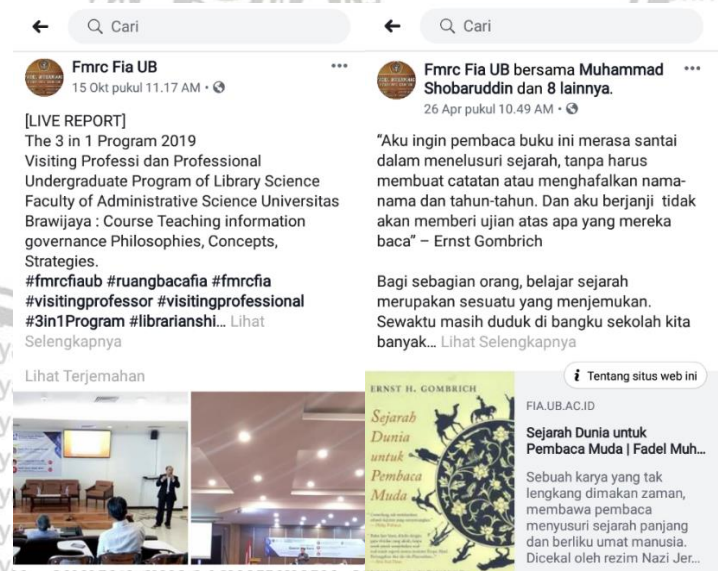 Cari
Fmrc Fia UB
15 Okt pukul 11.17 AM •
[LIVE REPORT]
The 3 in 1 Program 2019
Visiting Professi dan Professional
Undergraduate Program of Library Science
Faculty of Administrative Science Universitas
Brawijaya : Course Teaching information
governance Philosophies, Concepts,
Strategies.
#fmrcfiaub #ruangbacafia #fmrcfia
#visitingprofessor #visitingprofessional
#3in1Program #librarianshi... Lihat
Selengkapnya
Lihat Terjemahan
Cari
Fmrc Fia UB bersama Muhammad
Shobaruddin dan 8 lainnya.
26 Apr pukul 10.49 AM •
"Aku ingin pembaca buku ini merasa santai
dalam menelusuri sejarah, tanpa harus
membuat catatan atau menghafalkan nama-
nama dan tahun-tahun. Dan aku berjanji tidak
akan memberi ujian atas apa yang mereka
baca" – Ernst Gombrich
Bagi sebagian orang, belajar sejarah
merupakan sesuatu yang menjemukan.
Sewaktu masih duduk di bangku sekolah kita
banyak... Lihat Selengkapnya
i Tentang situs web ini
ERNST H. GOMBRICH
Sejarah
Dunia
untuk
Pembaca
Muda
FIA.UB.AC.ID
Sejarah Dunia untuk
Pembaca Muda | Fadel Muh...
Sebuah karya yang tak
lengkang dimakan zaman,
membawa pembaca
menyusuri sejarah panjang
dan berliku umat manusia.
Dicekal oleh rezim Nazi Jer...